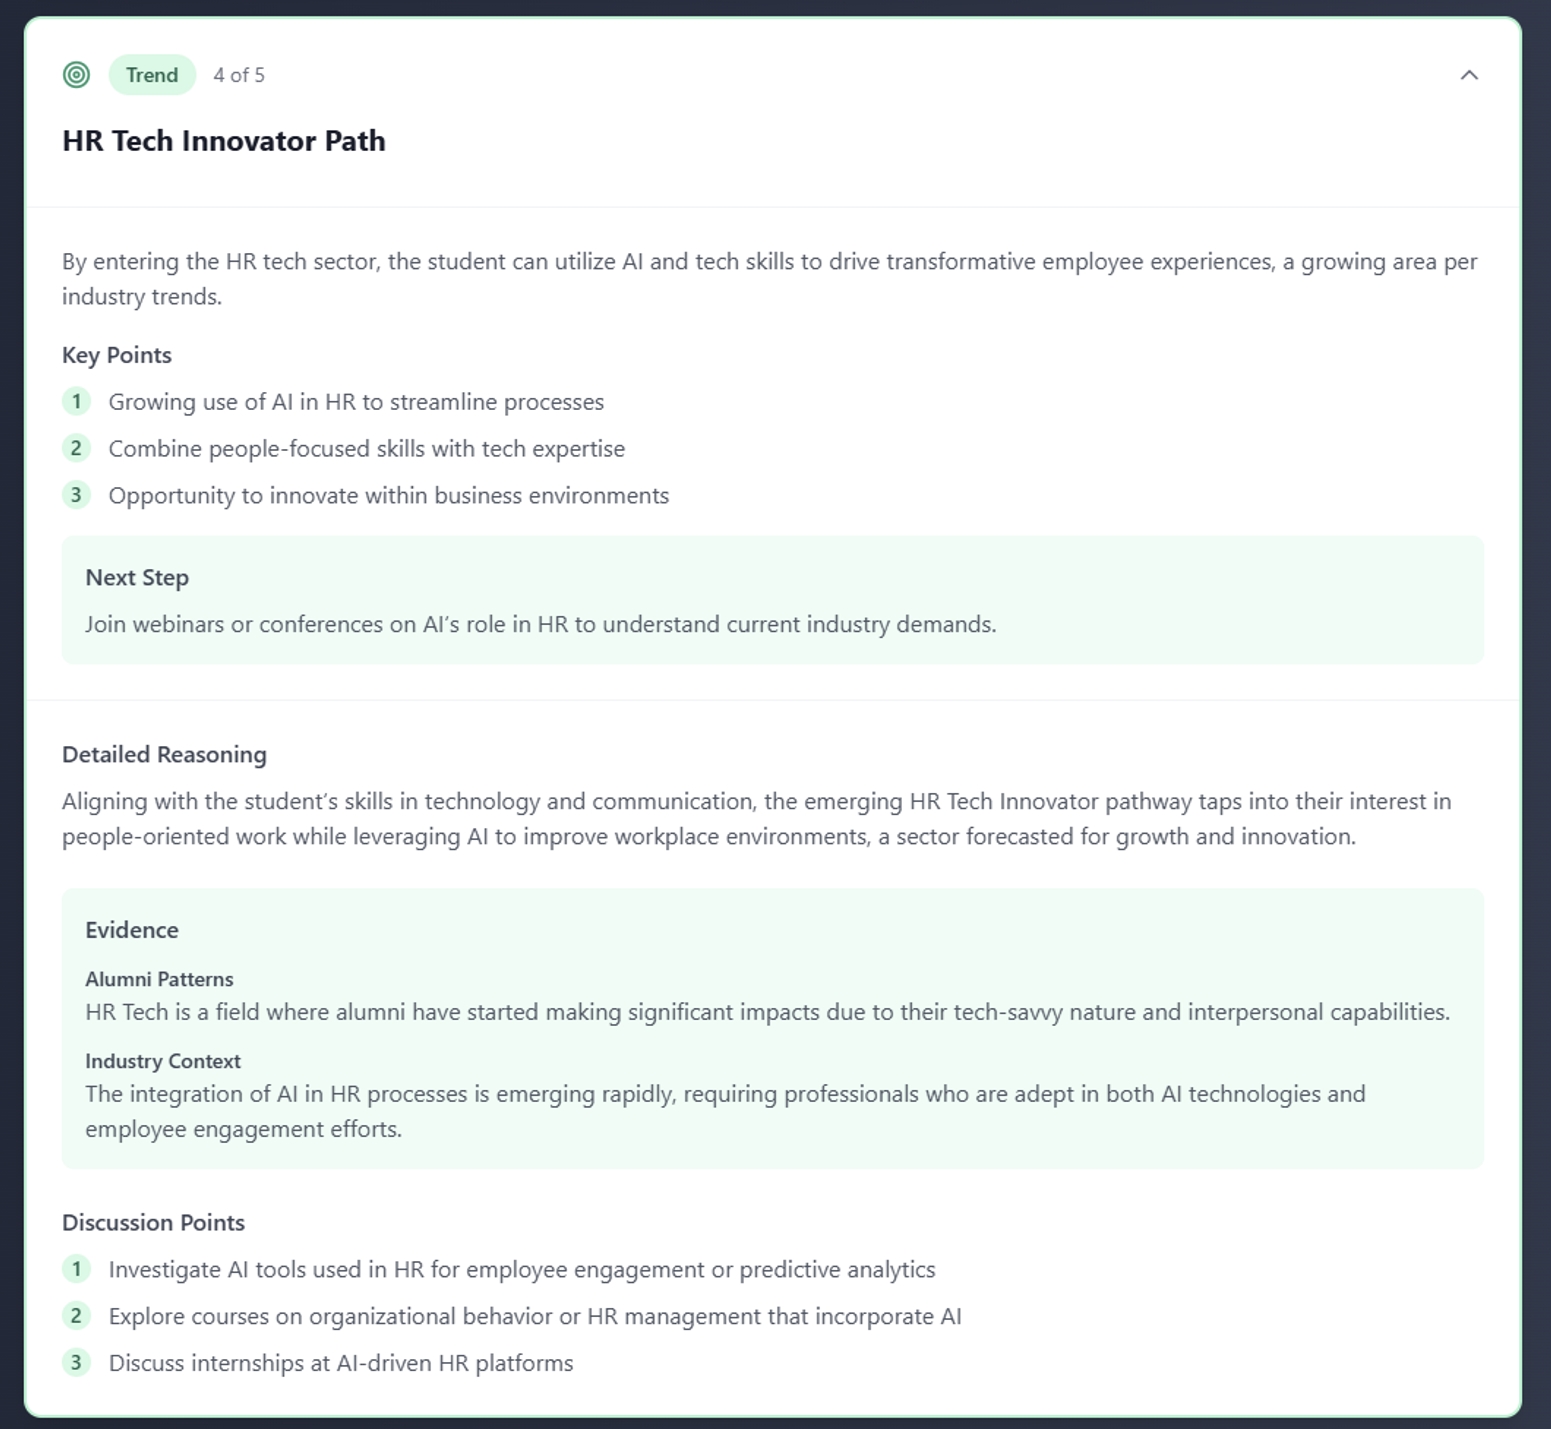 Trend 4 of 5
HR Tech Innovator Path
By entering the HR tech sector, the student can utilize AI and tech skills to drive transformative employee experiences, a growing area per
industry trends.
Key Points
1 Growing use of AI in HR to streamline processes
2 Combine people-focused skills with tech expertise
3 Opportunity to innovate within business environments
Next Step
Join webinars or conferences on AI’s role in HR to understand current industry demands.
Detailed Reasoning
Aligning with the student’s skills in technology and communication, the emerging HR Tech Innovator pathway taps into their interest in
people-oriented work while leveraging AI to improve workplace environments, a sector forecasted for growth and innovation.
Evidence
Alumni Patterns
HR Tech is a field where alumni have started making significant impacts due to their tech-savvy nature and interpersonal capabilities.
Industry Context
The integration of AI in HR processes is emerging rapidly, requiring professionals who are adept in both AI technologies and
employee engagement efforts.
Discussion Points
1 Investigate AI tools used in HR for employee engagement or predictive analytics
2 Explore courses on organizational behavior or HR management that incorporate AI
3 Discuss internships at AI-driven HR platforms